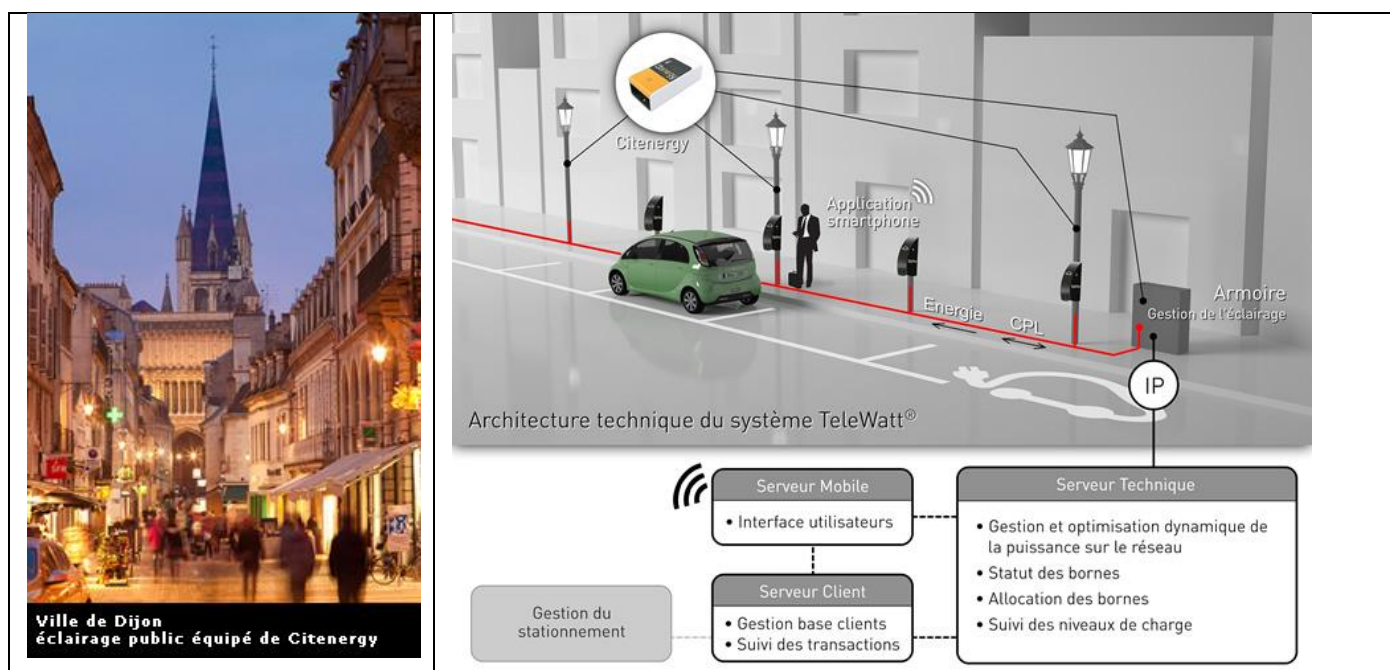 Ville de Dijon
éclairage public équipé de Citenergy
Citenergy
Application
smartphone
Energie
CPL
Armoire
Gestion de l'éclairage
IP
Architecture technique du système TeleWatt®
Serveur Mobile
• Interface utilisateurs
Serveur Technique
• Gestion et optimisation dynamique de
la puissance sur le réseau
• Statut des bornes
• Allocation des bornes
• Suivi des niveaux de charge
Serveur Client
• Gestion base clients
• Suivi des transactions
Gestion du
stationnement